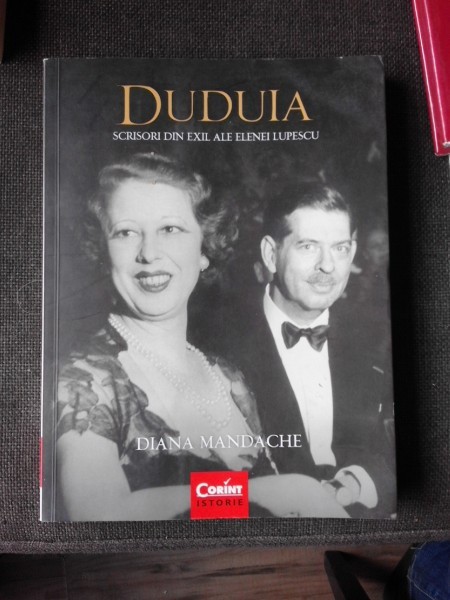 DUDUIA
SCRISORI DIN EXIL ALE ELENEI LUPESCU
DIANA MANDACHE
CORINT
ISTORIE